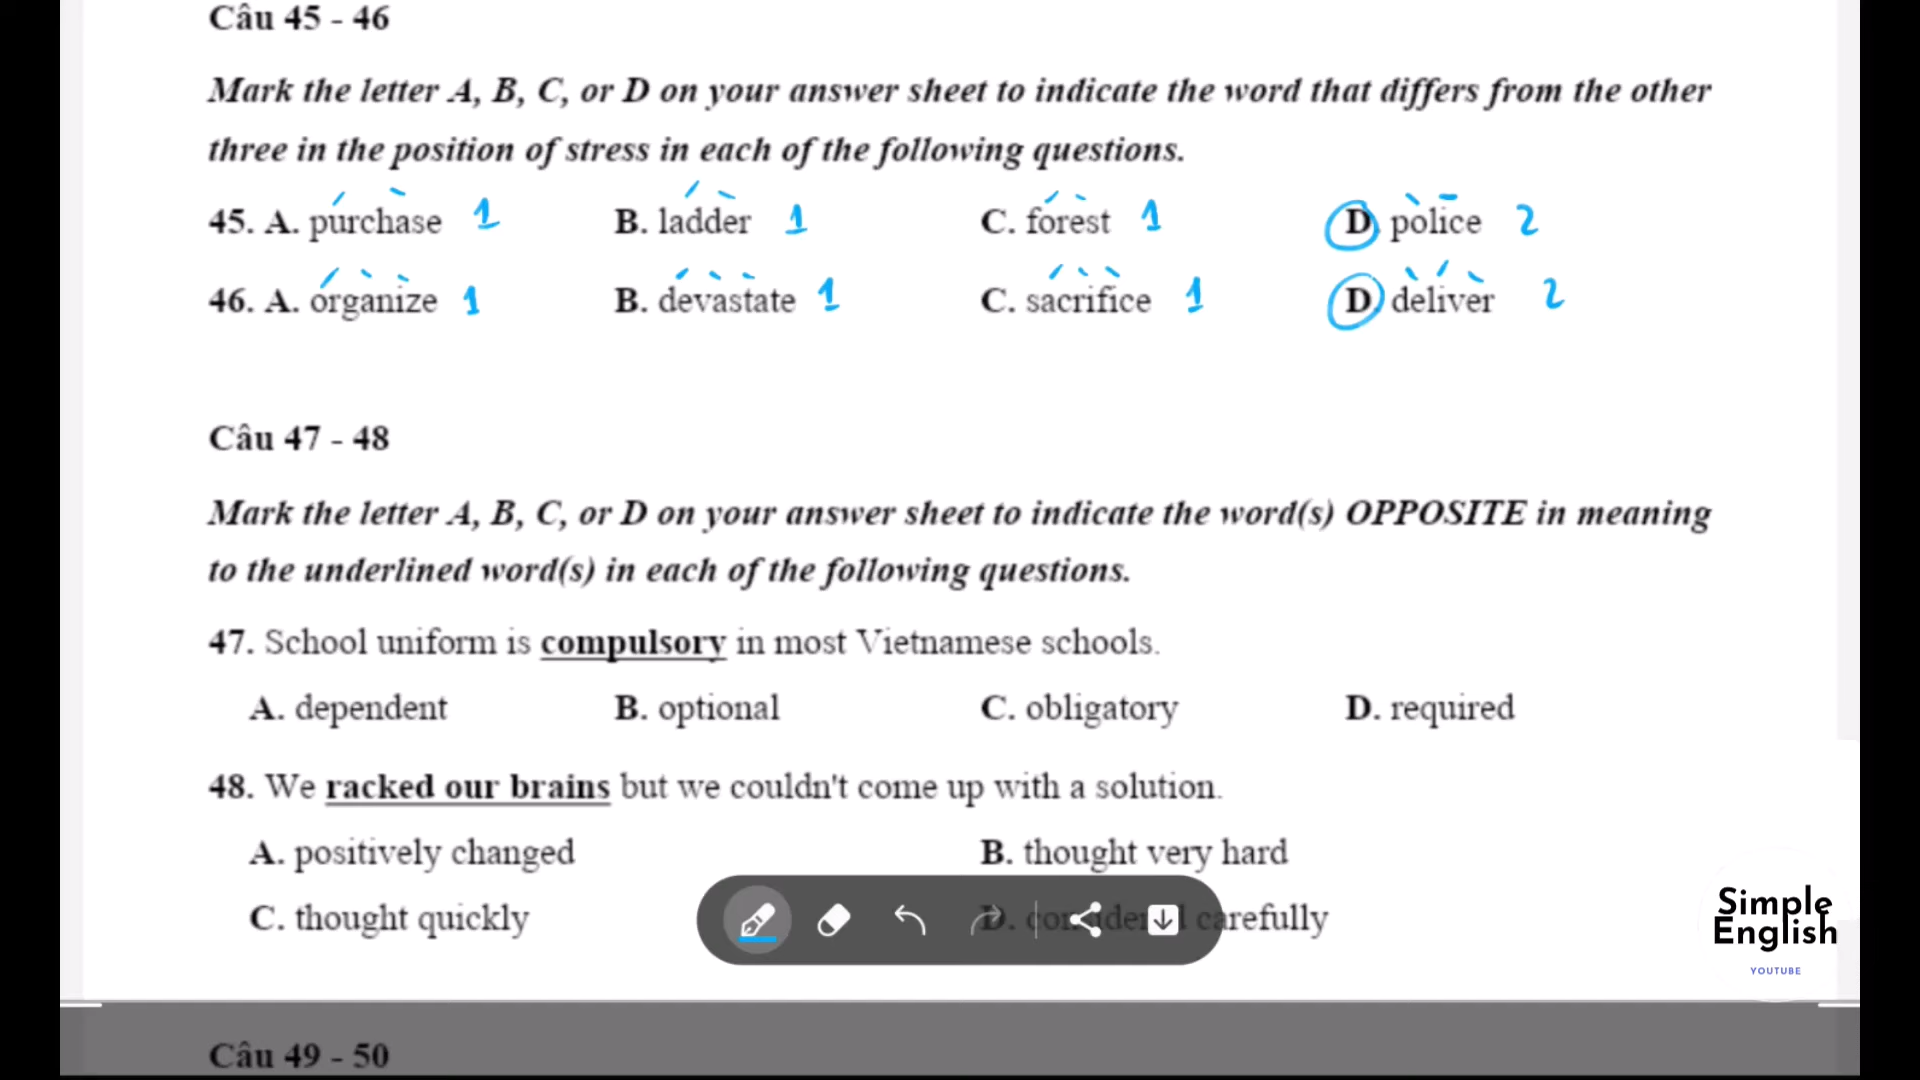 Câu 45 - 46
Mark the letter A, B, C, or D on your answer sheet to indicate the word that differs from the other
three in the position of stress in each of the following questions.
45. A. purchase 1 B. ladder 1 C. forest 1 D. police 2
46. A. organize 1 B. devastate 1 C. sacrifice 1 D. deliver 2
Câu 47 - 48
Mark the letter A, B, C, or D on your answer sheet to indicate the word(s) OPPOSITE in meaning
to the underlined word(s) in each of the following questions.
47. School uniform is compulsory in most Vietnamese schools.
A. dependent B. optional C. obligatory D. required
48. We racked our brains but we couldn't come up with a solution.
A. positively changed B. thought very hard
C. thought quickly D. carefully
Simple
English
YOUTUBE
Câu 49 - 50